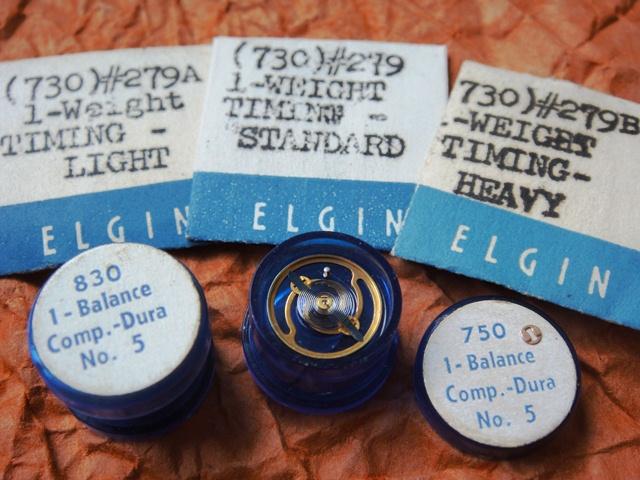 (730)#279A
1-Weight
TIMING -
LIGHT
ELGIN
(730)#279
1-WEIGHT
TIMING -
STANDARD
ELGIN
730)#279B
-WEIGHT
TIMING-
HEAVY
ELGIN
830
1-Balance
Comp.-Dura
No. 5
750
1-Balance
Comp.-Dura
No. 5